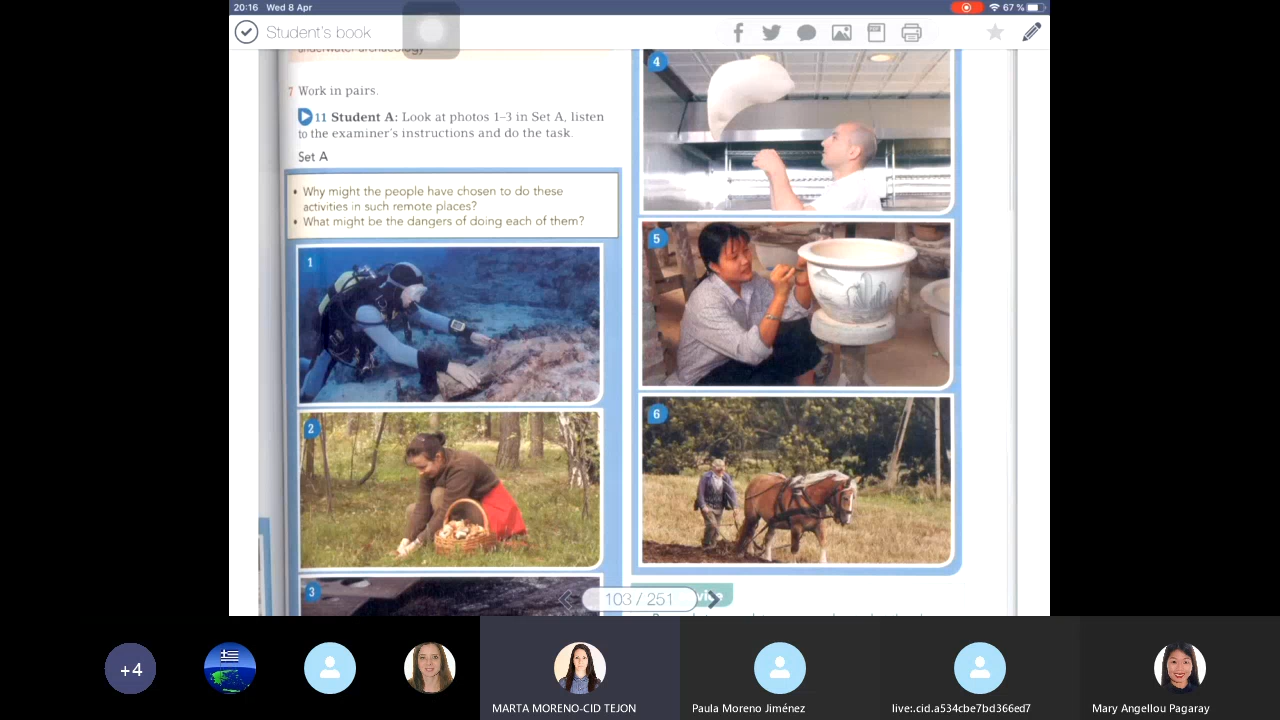 20:16 Wed 8 Apr
67 %
Student's book
underwater archaeology
7 Work in pairs.
11 Student A: Look at photos 1–3 in Set A, listen
to the examiner's instructions and do the task.
Set A
• Why might the people have chosen to do these
activities in such remote places?
• What might be the dangers of doing each of them?
1
2
3
4
5
6
103 / 251
+4
MARTA MORENO-CID TEJON
Paula Moreno Jiménez
live:.cid.a534cbe7bd366ed7
Mary Angellou Pagaray